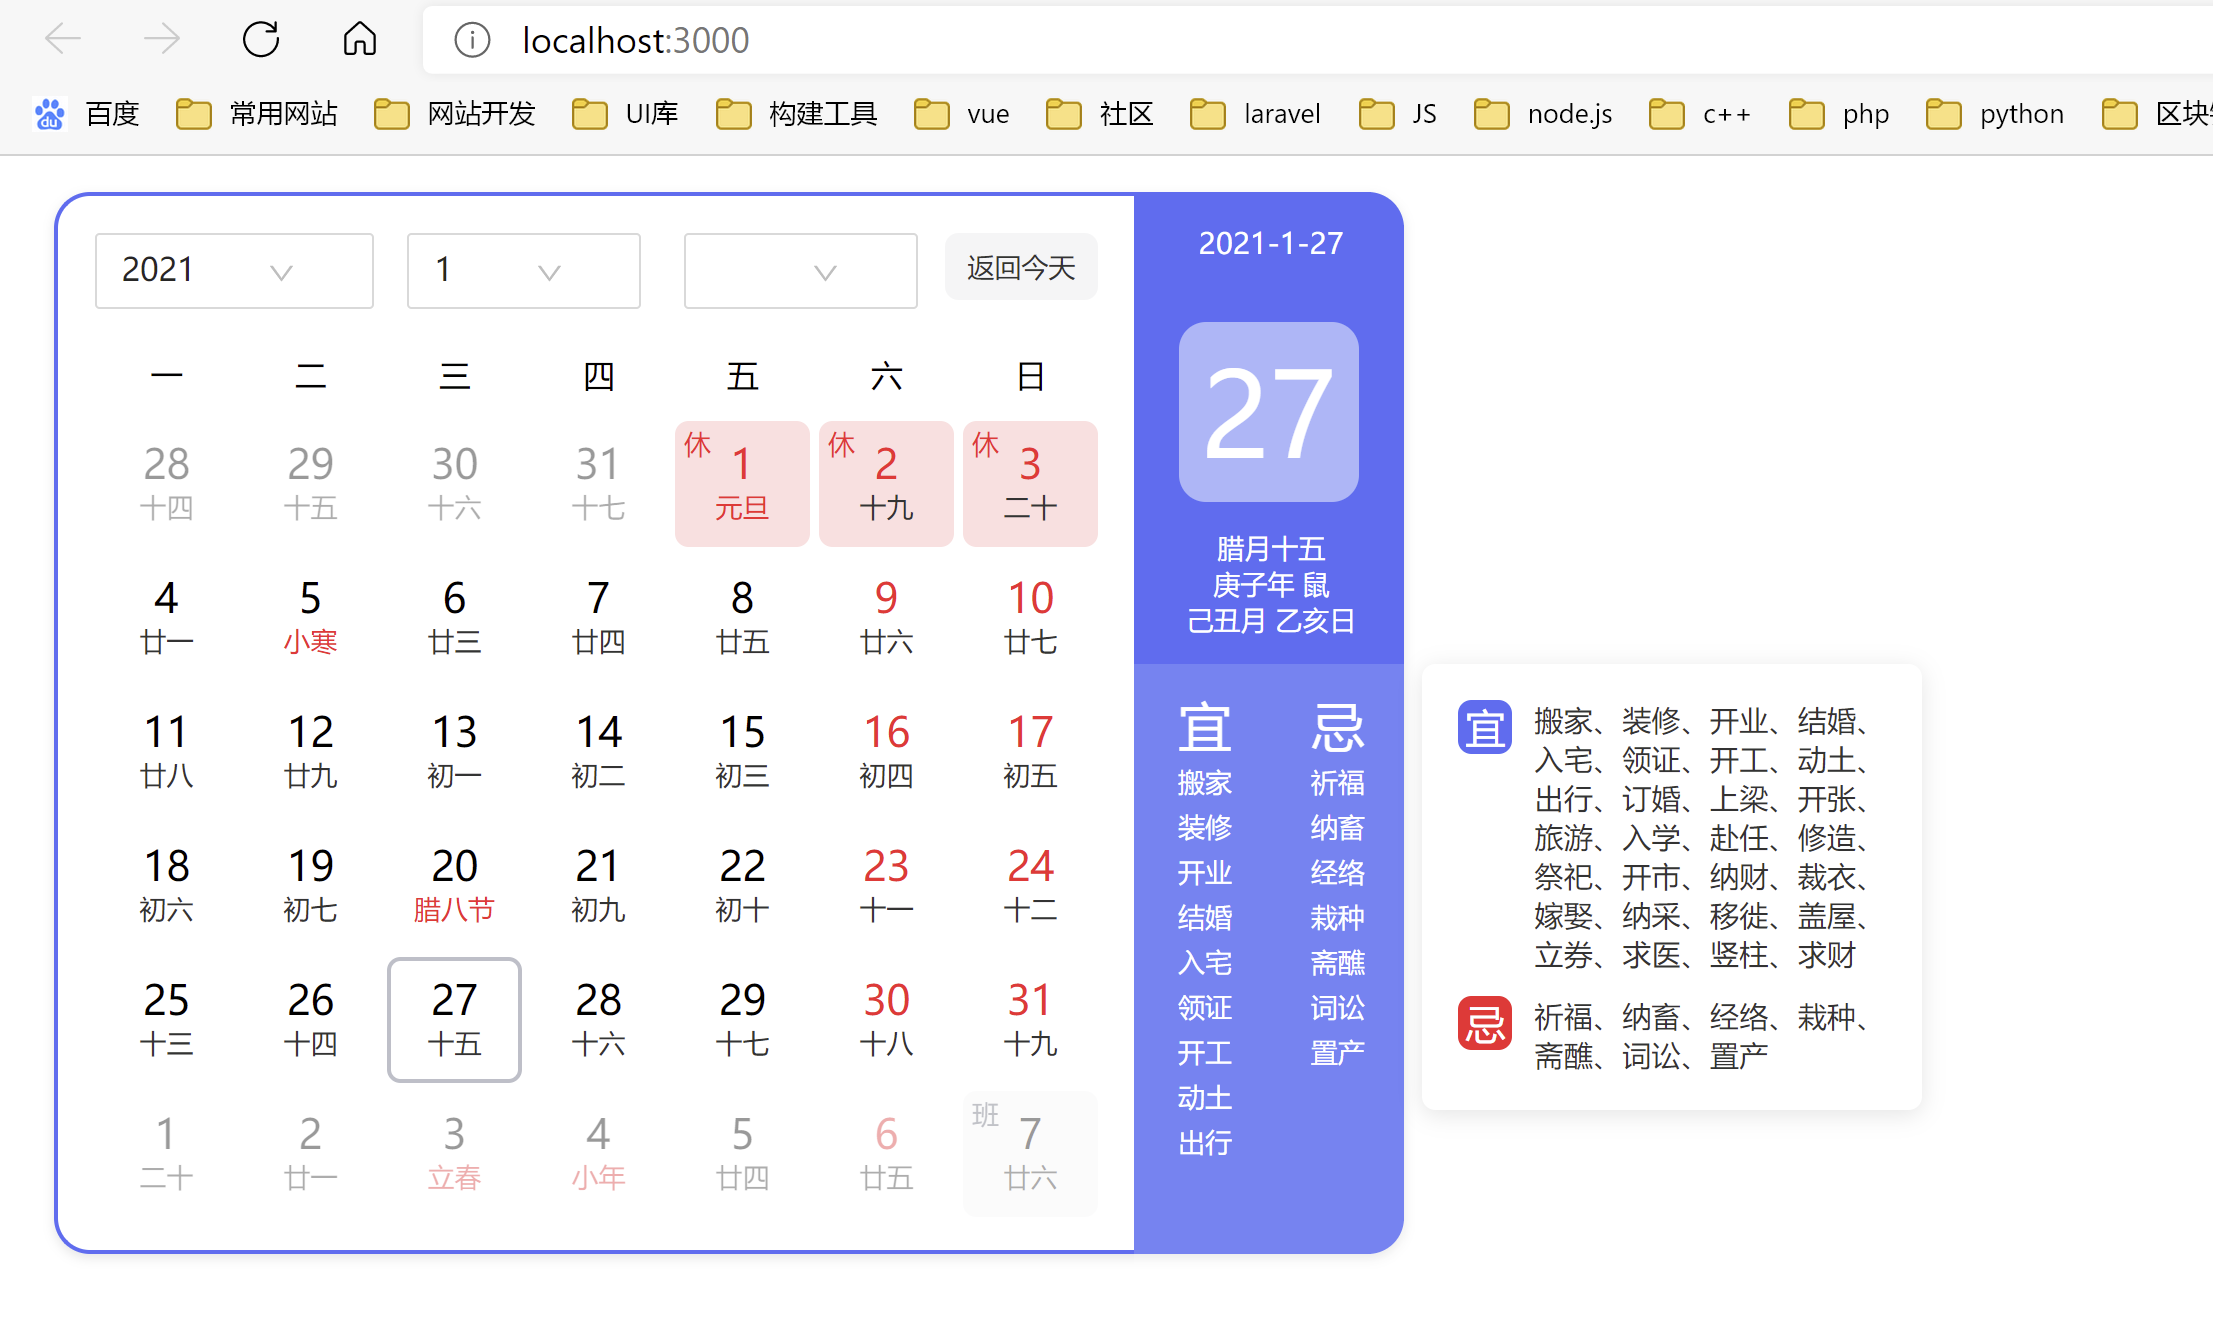 localhost:3000
百度 常用网站 网站开发 UI库 构建工具 vue 社区 laravel JS node.js c++ php python 区块
2021 1 返回今天
一 二 三 四 五 六 日
28 29 30 31 休 1 休 2 休 3
十四 十五 十六 十七 元旦 十九 二十
4 5 6 7 8 9 10
廿一 小寒 廿三 廿四 廿五 廿六 廿七
11 12 13 14 15 16 17
廿八 廿九 初一 初二 初三 初四 初五
18 19 20 21 22 23 24
初六 初七 腊八节 初九 初十 十一 十二
25 26 27 28 29 30 31
十三 十四 十五 十六 十七 十八 十九
1 2 3 4 5 6 班 7
二十 廿一 立春 小年 廿四 廿五 廿六
2021-1-27
27
腊月十五
庚子年 鼠
己丑月 乙亥日
宜 忌
搬家 祈福
装修 纳畜
开业 经络
结婚 栽种
入宅 斋醮
领证 词讼
开工 置产
动土
出行
宜 搬家、装修、开业、结婚、
入宅、领证、开工、动土、
出行、订婚、上梁、开张、
旅游、入学、赴任、修造、
祭祀、开市、纳财、裁衣、
嫁娶、纳采、移徙、盖屋、
立券、求医、竖柱、求财
忌 祈福、纳畜、经络、栽种、
斋醮、词讼、置产